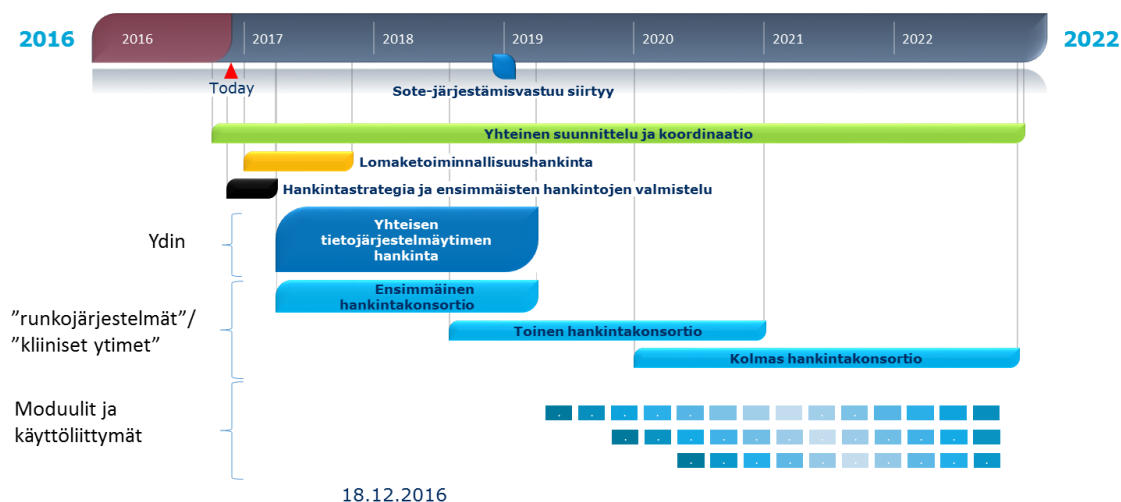 2016
2016
2017
2018
2019
2020
2021
2022
2022
Today
Sote-järjestämisvastuu siirtyy
Yhteinen suunnittelu ja koordinaatio
Lomaketoiminnallisuushankinta
Hankintastrategia ja ensimmäisten hankintojen valmistelu
Ydin
Yhteisen
tietojärjestelmäytimen
hankinta
"runkojärjestelmät"/
"kliiniset ytimet"
Ensimmäinen
hankintakonsortio
Toinen hankintakonsortio
Kolmas hankintakonsortio
Moduulit ja
käyttöliittymät
18.12.2016